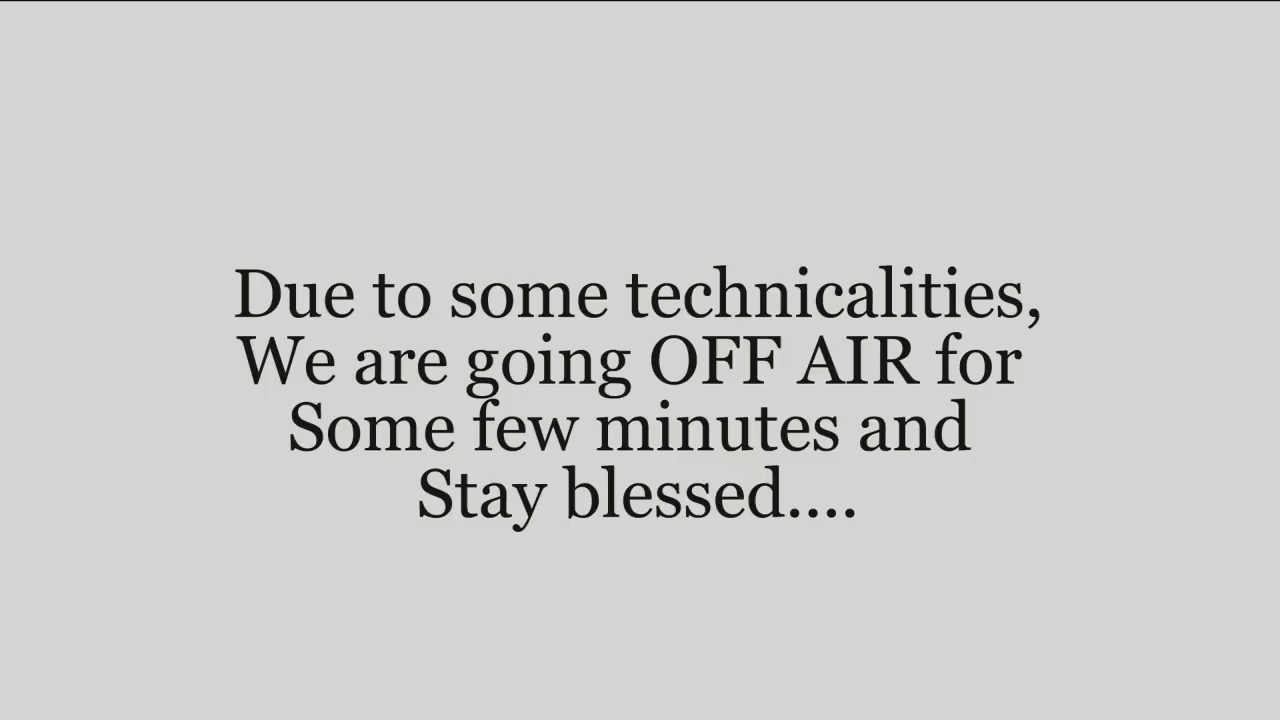 Due to some technicalities,
We are going OFF AIR for
Some few minutes and
Stay blessed....